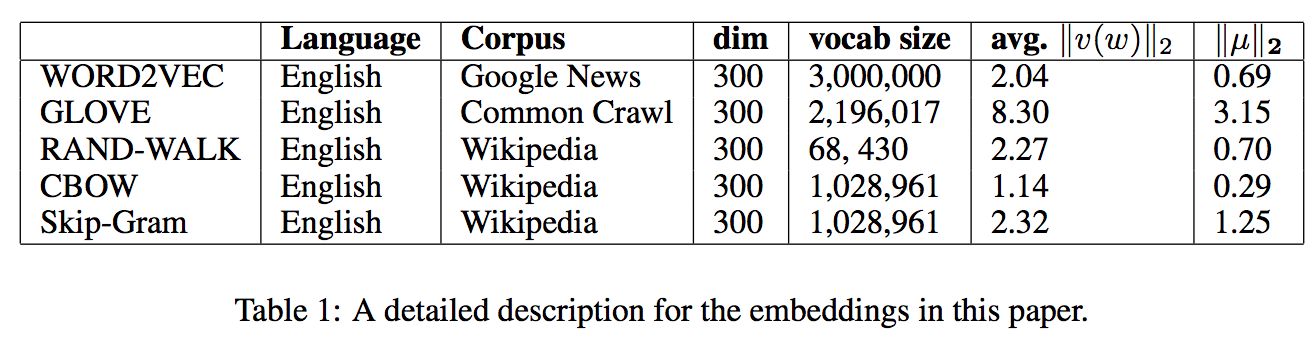 Language Corpus dim vocab size avg. ‖v(w)‖₂ ‖μ‖₂
WORD2VEC English Google News 300 3,000,000 2.04 0.69
GLOVE English Common Crawl 300 2,196,017 8.30 3.15
RAND-WALK English Wikipedia 300 68, 430 2.27 0.70
CBOW English Wikipedia 300 1,028,961 1.14 0.29
Skip-Gram English Wikipedia 300 1,028,961 2.32 1.25
Table 1: A detailed description for the embeddings in this paper.